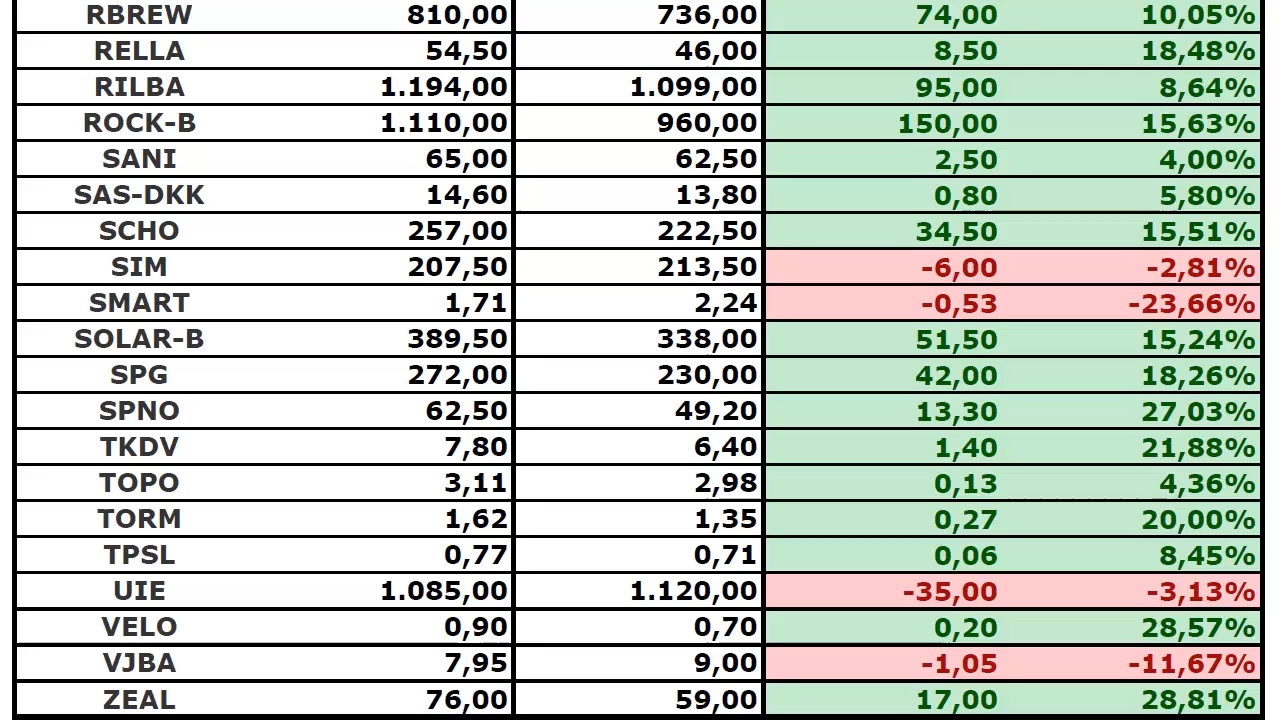 RBREW 810,00 736,00 74,00 10,05%
RELLA 54,50 46,00 8,50 18,48%
RILBA 1.194,00 1.099,00 95,00 8,64%
ROCK-B 1.110,00 960,00 150,00 15,63%
SANI 65,00 62,50 2,50 4,00%
SAS-DKK 14,60 13,80 0,80 5,80%
SCHO 257,00 222,50 34,50 15,51%
SIM 207,50 213,50 -6,00 -2,81%
SMART 1,71 2,24 -0,53 -23,66%
SOLAR-B 389,50 338,00 51,50 15,24%
SPG 272,00 230,00 42,00 18,26%
SPNO 62,50 49,20 13,30 27,03%
TKDV 7,80 6,40 1,40 21,88%
TOPO 3,11 2,98 0,13 4,36%
TORM 1,62 1,35 0,27 20,00%
TPSL 0,77 0,71 0,06 8,45%
UIE 1.085,00 1.120,00 -35,00 -3,13%
VELO 0,90 0,70 0,20 28,57%
VJBA 7,95 9,00 -1,05 -11,67%
ZEAL 76,00 59,00 17,00 28,81%